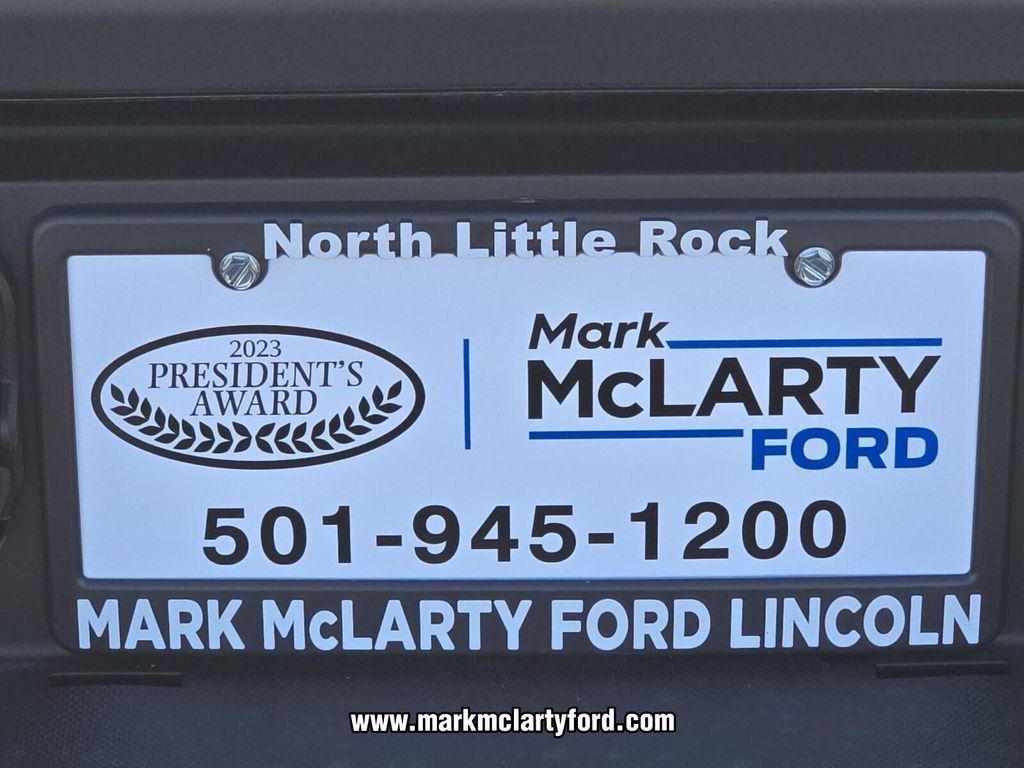 North Little Rock
2023
PRESIDENT'S
AWARD
Mark
McLARTY
FORD
501-945-1200
MARK McLARTY FORD LINCOLN
www.markmclartyford.com